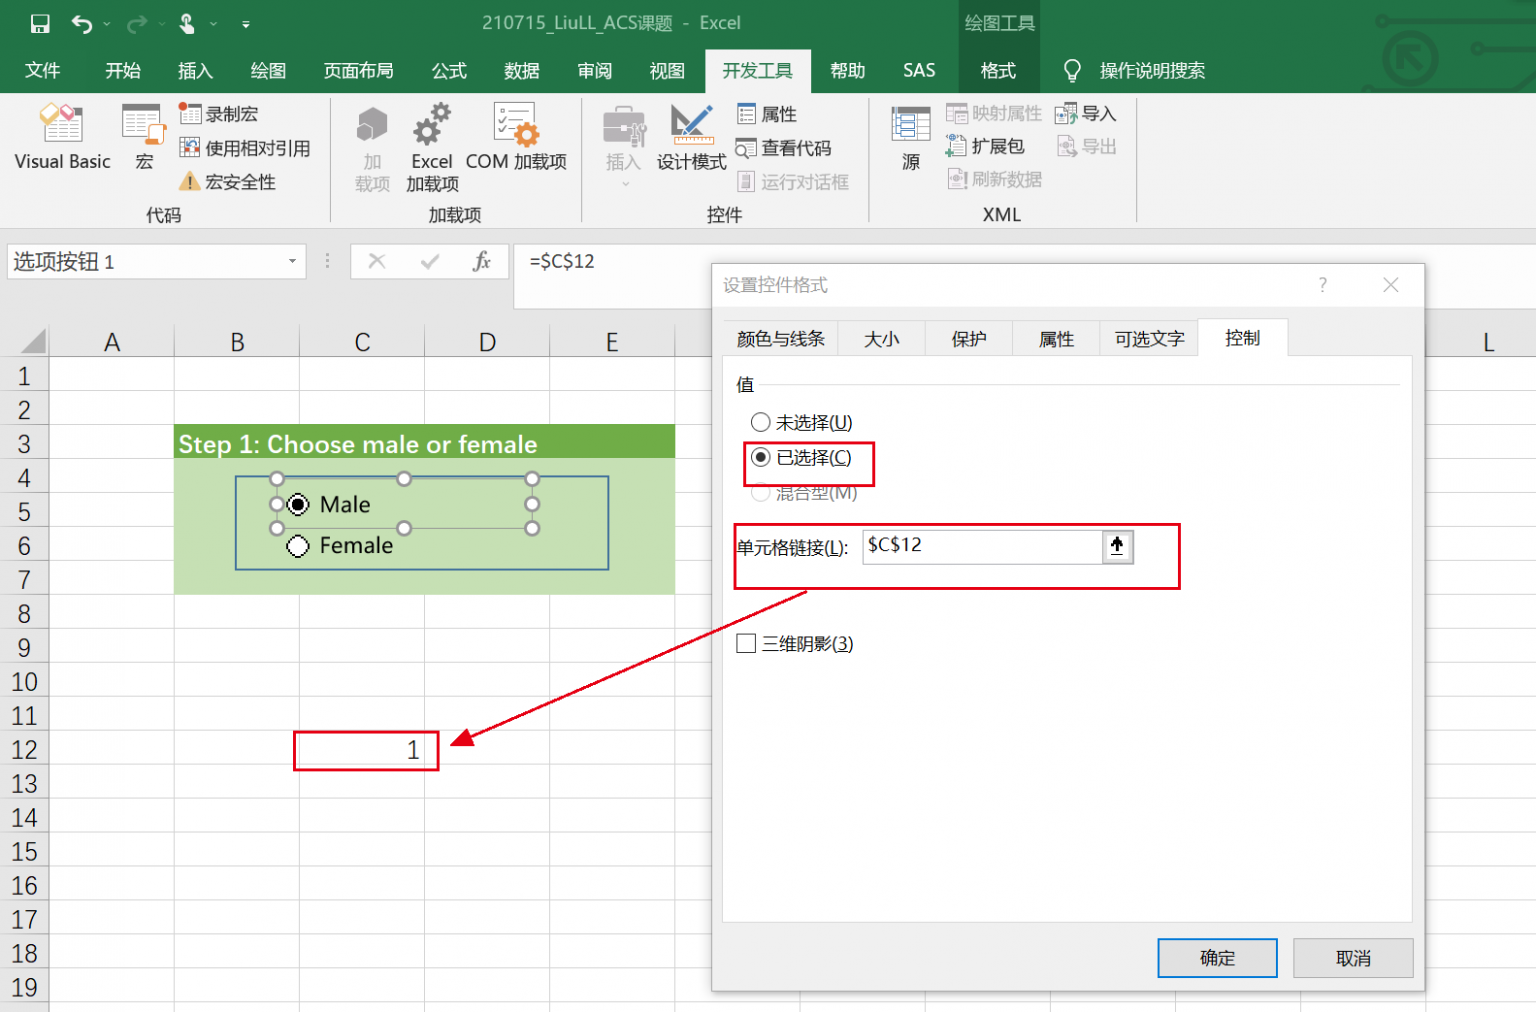 210715_LiuLL_ACS课题 - Excel
绘图工具
文件 开始 插入 绘图 页面布局 公式 数据 审阅 视图 开发工具 帮助 SAS 格式 操作说明搜索
Visual Basic
宏
录制宏
使用相对引用
宏安全性
代码
加
载项
Excel
加载项
COM 加载项
加载项
插入
设计模式
属性
查看代码
运行对话框
控件
源
映射属性
扩展包
刷新数据
导入
导出
XML
选项按钮 1
fx
=$C$12
A B C D E L
1
2
3
4
5
6
7
8
9
10
11
12
13
14
15
16
17
18
19
Step 1: Choose male or female
Male
Female
1
设置控件格式
?
颜色与线条 大小 保护 属性 可选文字 控制
值
未选择(U)
已选择(C)
混合型(M)
单元格链接(L): $C$12
三维阴影(3)
确定 取消